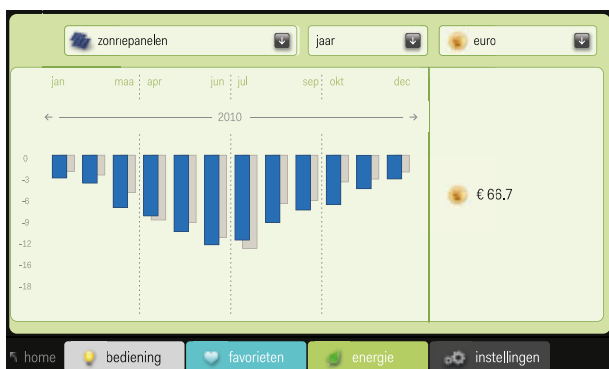 zonnepanelen jaar euro
jan maa apr jun jul sep okt dec
← 2010 →
0
-3
-6
-9
-12
-16
-18
€ 66.7
home bediening favorieten energie instellingen